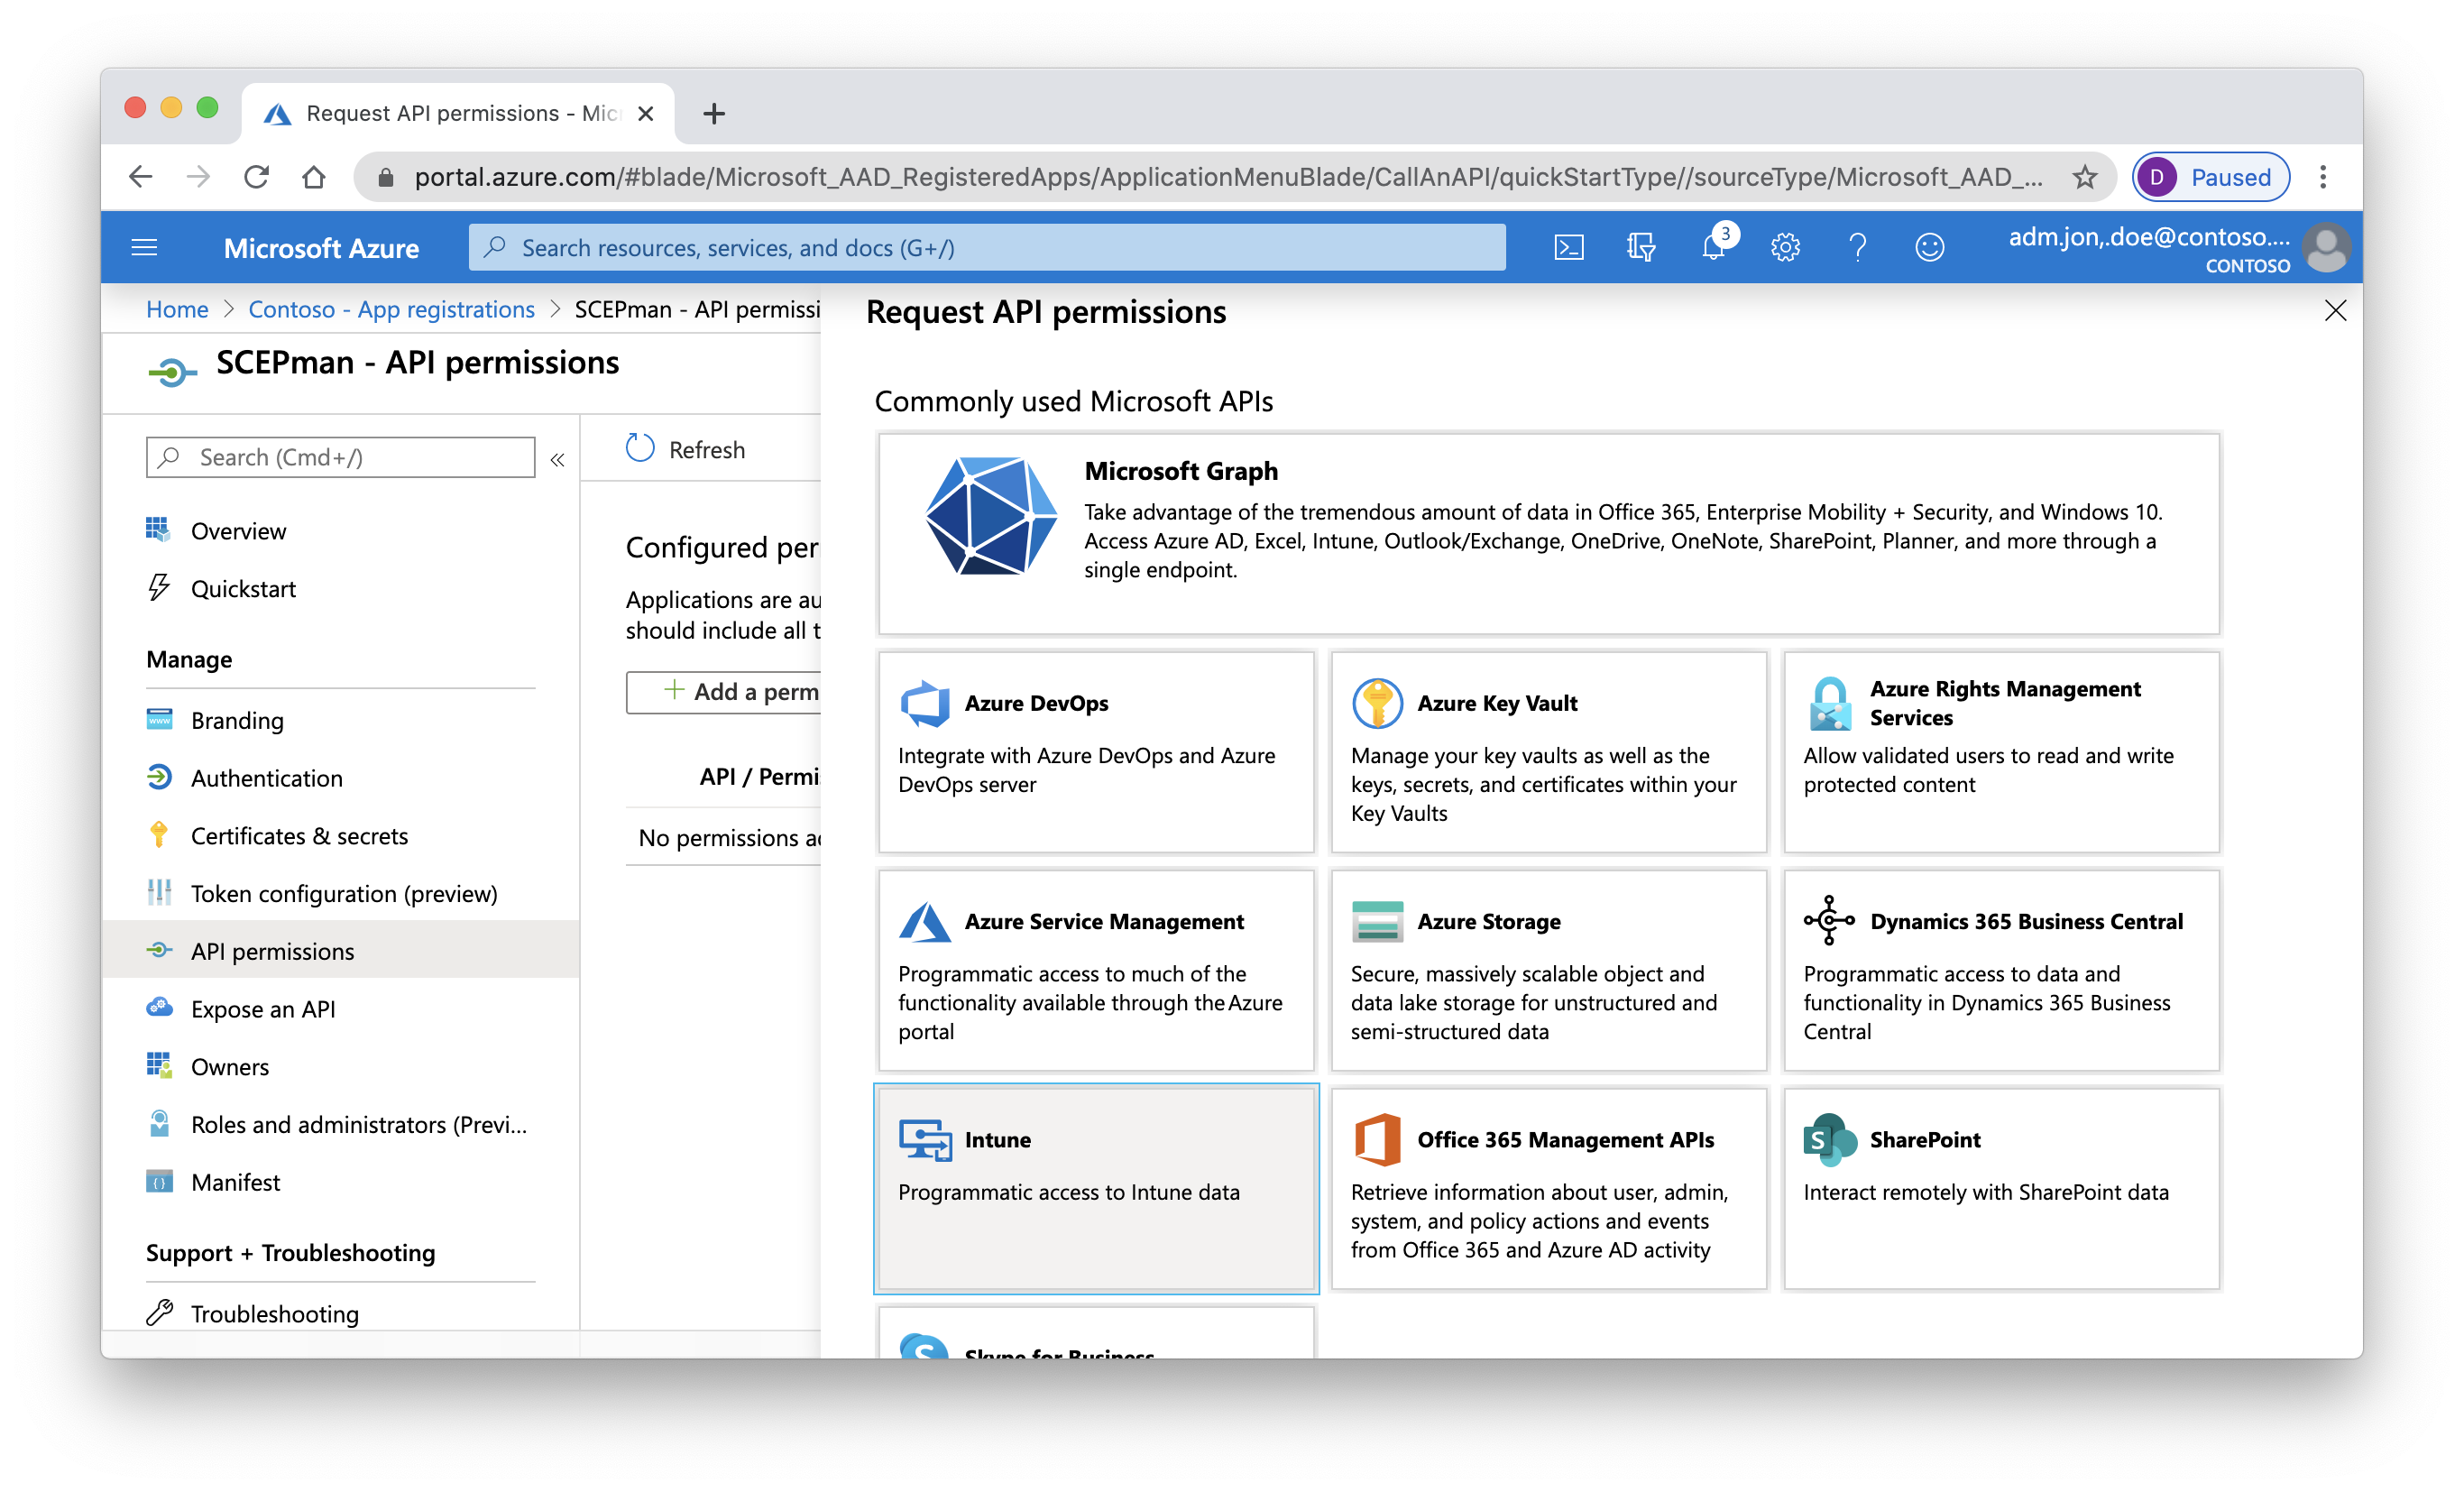 Request API permissions - Mic
portal.azure.com/#blade/Microsoft_AAD_RegisteredApps/ApplicationMenuBlade/CallAnAPI/quickStartType//sourceType/Microsoft_AAD_...
D Paused
Microsoft Azure
Search resources, services, and docs (G+/)
3
adm.jon,.doe@contoso....
CONTOSO
Home > Contoso - App registrations > SCEPman - API permissi
SCEPman - API permissions
Search (Cmd+/)
«
Overview
Quickstart
Manage
Branding
Authentication
Certificates & secrets
Token configuration (preview)
API permissions
Expose an API
Owners
Roles and administrators (Previ...
Manifest
Support + Troubleshooting
Troubleshooting
Refresh
Configured per
Applications are au
should include all t
+ Add a perm
API / Permi
No permissions a
Request API permissions
Commonly used Microsoft APIs
Microsoft Graph
Take advantage of the tremendous amount of data in Office 365, Enterprise Mobility + Security, and Windows 10.
Access Azure AD, Excel, Intune, Outlook/Exchange, OneDrive, OneNote, SharePoint, Planner, and more through a
single endpoint.
Azure DevOps
Integrate with Azure DevOps and Azure
DevOps server
Azure Key Vault
Manage your key vaults as well as the
keys, secrets, and certificates within your
Key Vaults
Azure Rights Management
Services
Allow validated users to read and write
protected content
Azure Service Management
Programmatic access to much of the
functionality available through the Azure
portal
Azure Storage
Secure, massively scalable object and
data lake storage for unstructured and
semi-structured data
Dynamics 365 Business Central
Programmatic access to data and
functionality in Dynamics 365 Business
Central
Intune
Programmatic access to Intune data
Office 365 Management APIs
Retrieve information about user, admin,
system, and policy actions and events
from Office 365 and Azure AD activity
SharePoint
Interact remotely with SharePoint data
Skype for Business